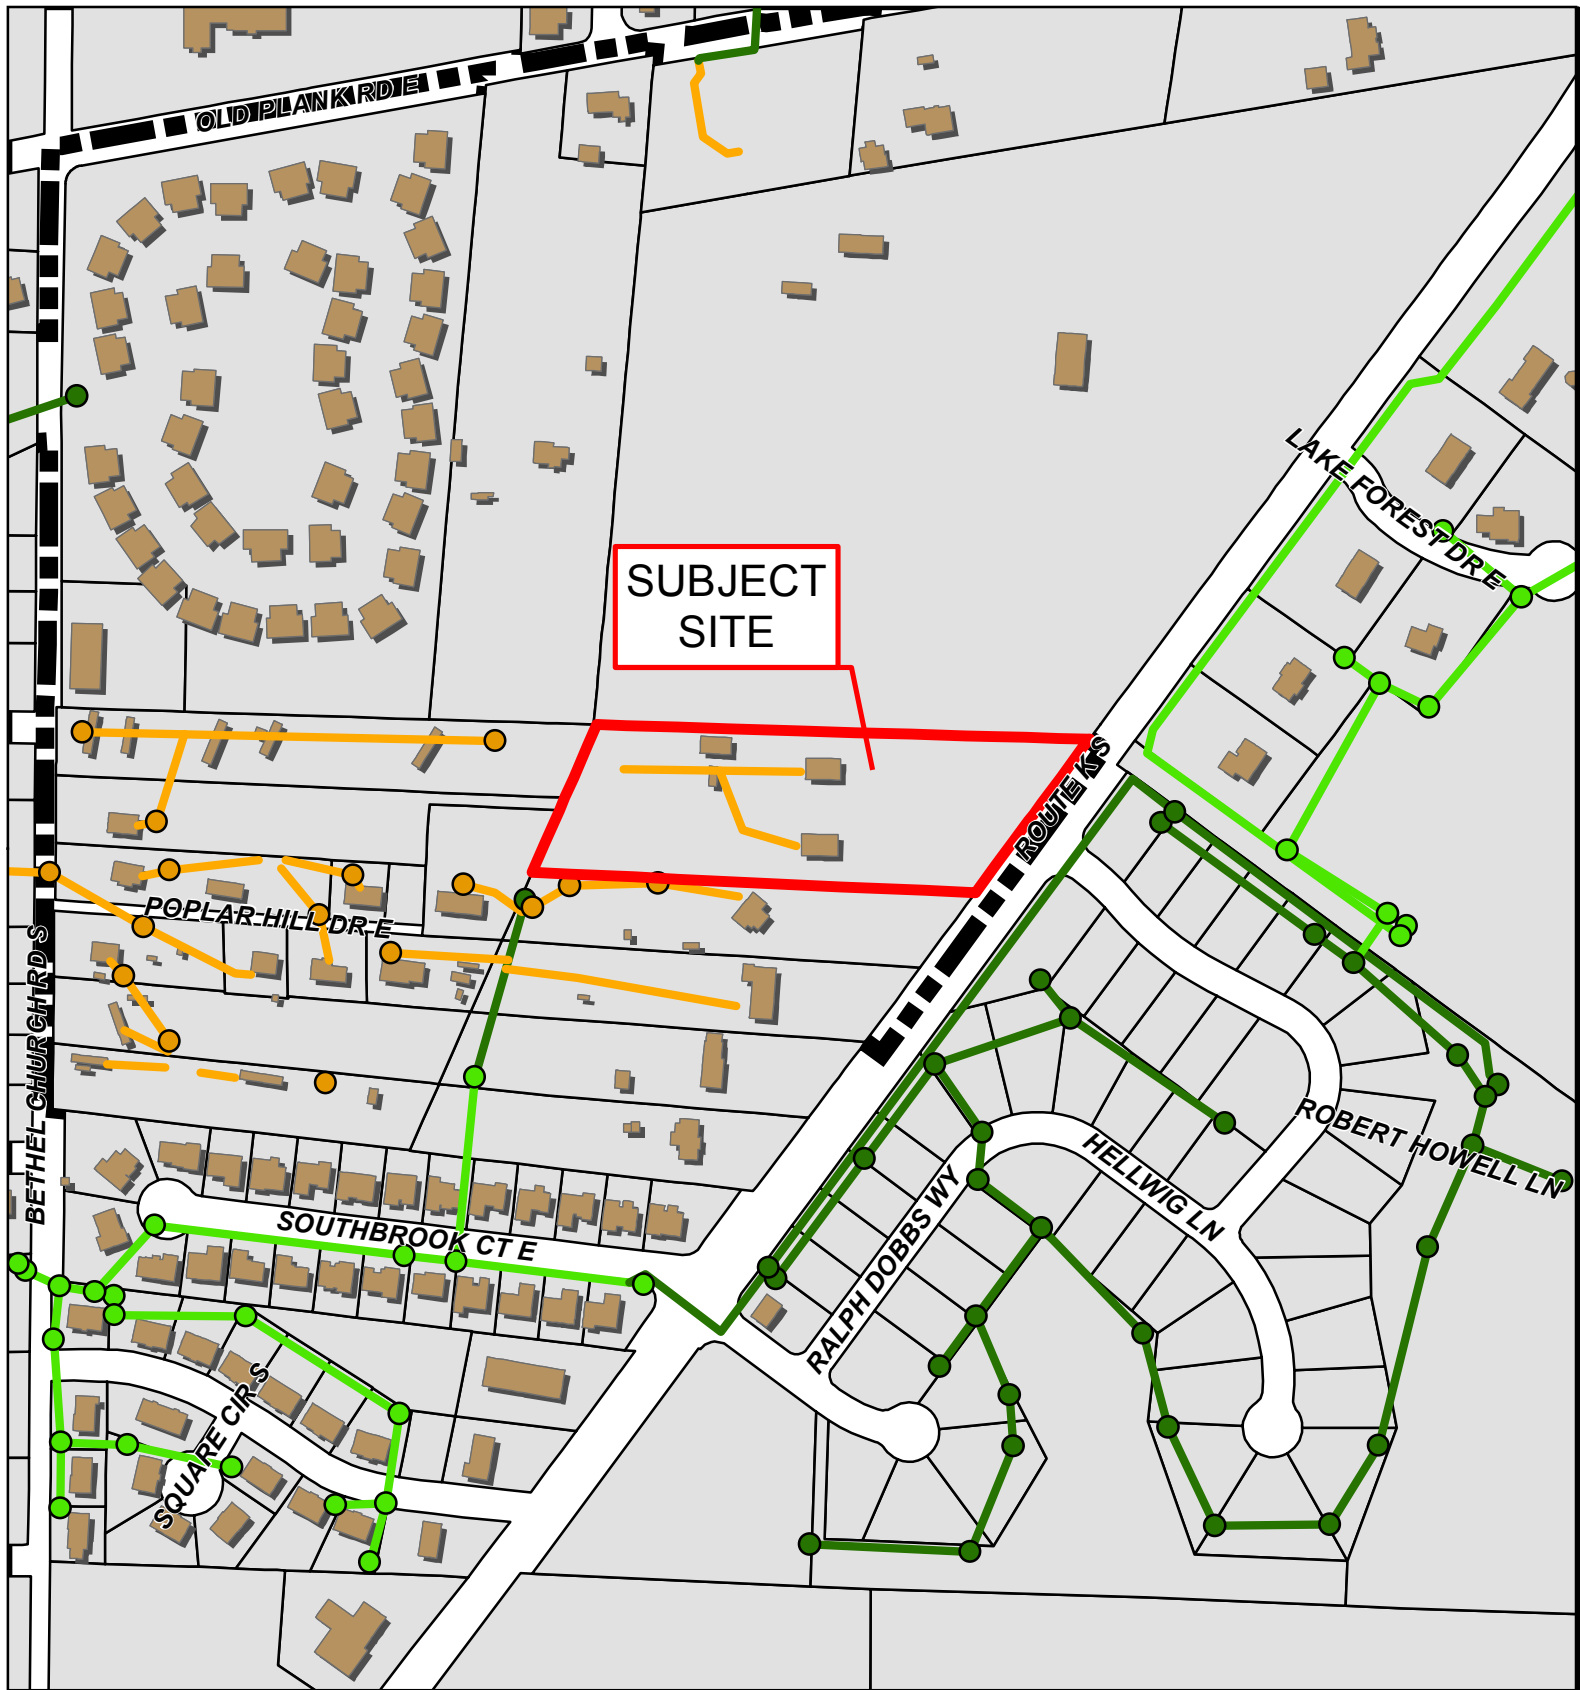 OLD PLANK RD E
LAKE FOREST DR E
SUBJECT
SITE
ROUTE K S
POPLAR HILL DR E
BETHEL CHURCH RD S
ROBERT HOWELL LN
HELLWIG LN
RALPH DOBBS WY
SOUTHBROOK CT E
SQUARE CIR S